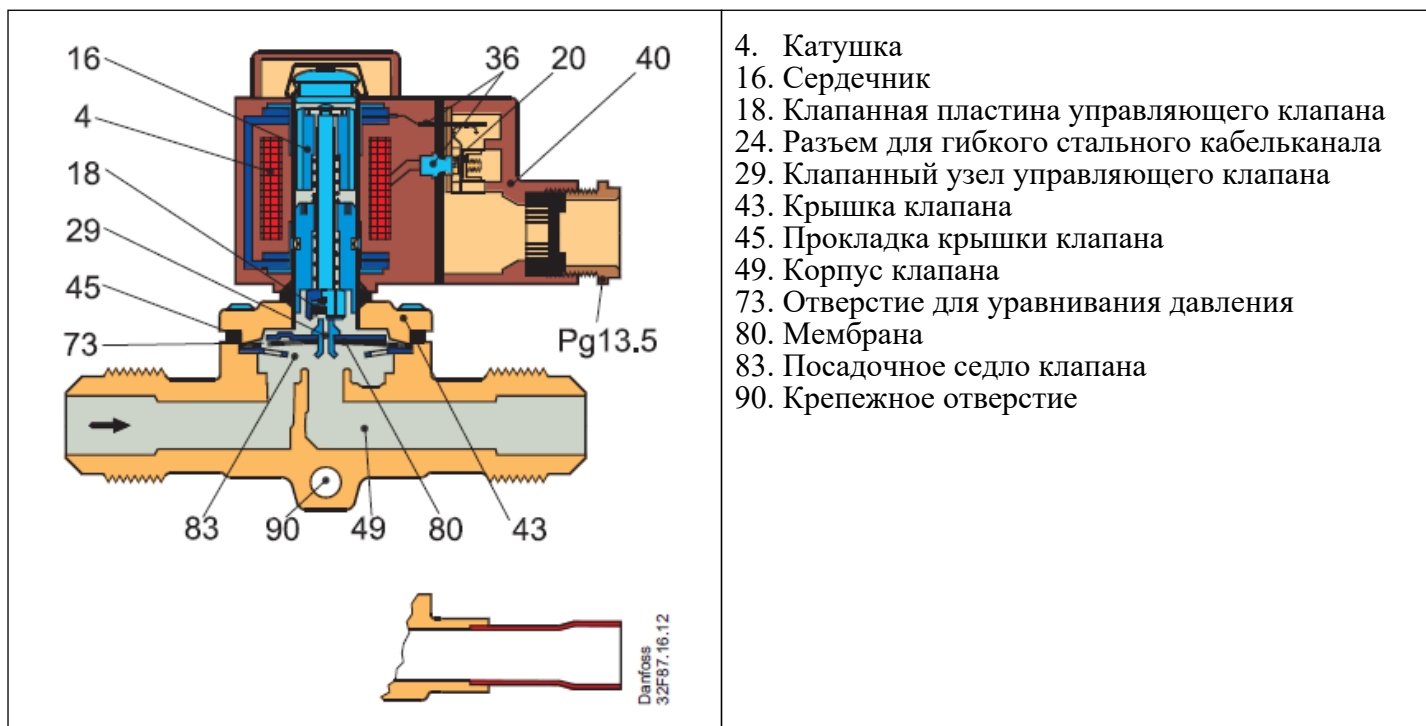 16
36
20
40
4
18
29
45
73
Pg13.5
83
90
49
80
43
Danfoss
32F87.16.12
4. Катушка
16. Сердечник
18. Клапанная пластина управляющего клапана
24. Разъем для гибкого стального кабельканала
29. Клапанный узел управляющего клапана
43. Крышка клапана
45. Прокладка крышки клапана
49. Корпус клапана
73. Отверстие для уравнивания давления
80. Мембрана
83. Посадочное седло клапана
90. Крепежное отверстие